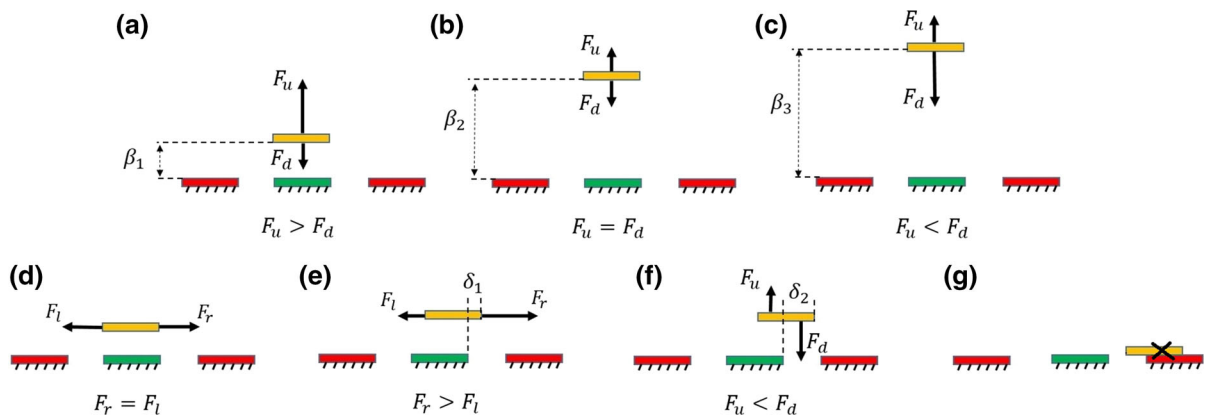 (a) (b) (c)
F_u F_u F_u
β_1 F_d β_2 F_d β_3 F_d
F_u > F_d F_u = F_d F_u < F_d
(d) (e) (f) (g)
F_l F_r F_l δ_1 F_r F_u δ_2 F_d
F_r = F_l F_r > F_l F_u < F_d